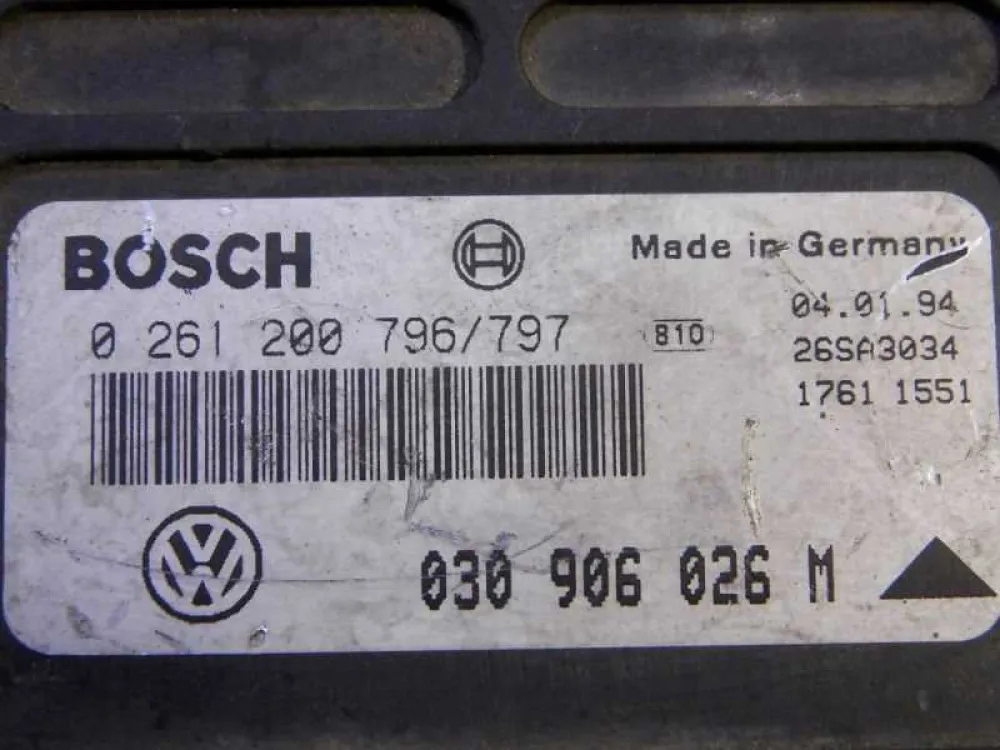 BOSCH
Made in Germany
0 261 200 796/797
810
04.01.94
26SA3034
1761 1551
030 906 026 M